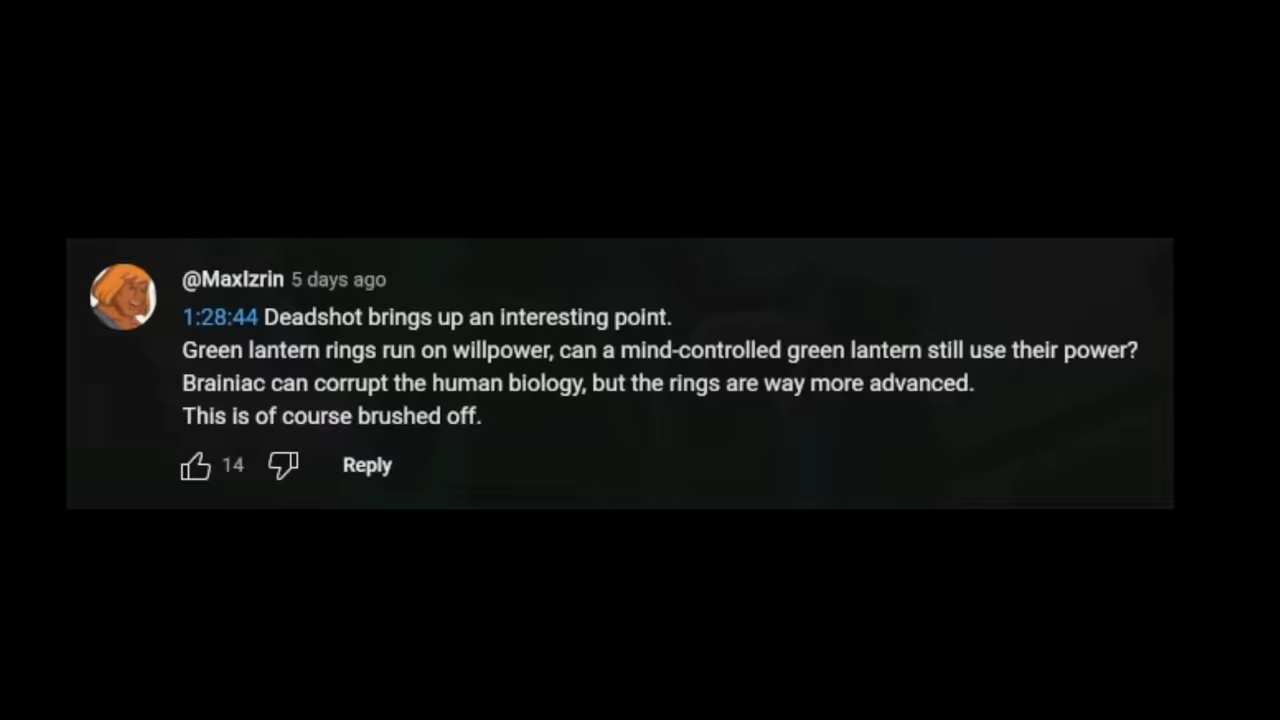 @MaxIzrin 5 days ago
1:28:44 Deadshot brings up an interesting point.
Green lantern rings run on willpower, can a mind-controlled green lantern still use their power?
Brainiac can corrupt the human biology, but the rings are way more advanced.
This is of course brushed off.
14 Reply